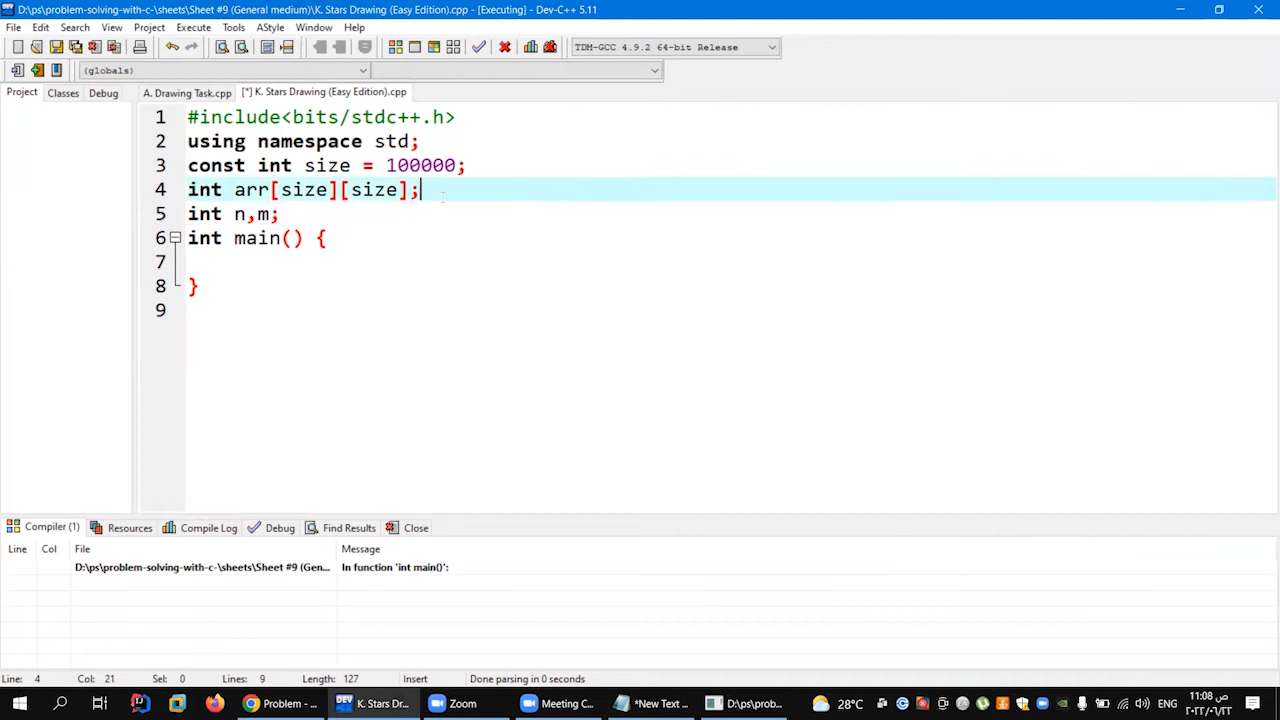 D:\ps\problem-solving-with-c-\sheets\Sheet #9 (General medium)\K. Stars Drawing (Easy Edition).cpp - [Executing] - Dev-C++ 5.11
File Edit Search View Project Execute Tools AStyle Window Help
TDM-GCC 4.9.2 64-bit Release
(globals)
Project Classes Debug A. Drawing Task.cpp [*] K. Stars Drawing (Easy Edition).cpp
1 #include<bits/stdc++.h>
2 using namespace std;
3 const int size = 100000;
4 int arr[size][size];
5 int n,m;
6 int main() {
7
8 }
9
Compiler (1) Resources Compile Log Debug Find Results Close
Line Col File Message
D:\ps\problem-solving-with-c-\sheets\Sheet #9 (Gen... In function 'int main()':
Line: 4 Col: 21 Sel: 0 Lines: 9 Length: 127 Insert Done parsing in 0 seconds
DEV
Problem - ... K. Stars Dr... Zoom Meeting C... *New Text ... D:\ps\prob... 28°C ENG 11:08 ص
٢٠٢٢/٠٦/٢٣